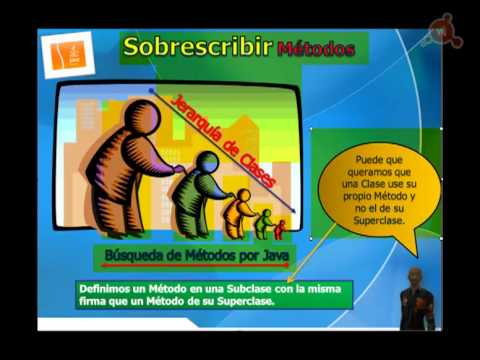 Sobrescribir Métodos
Jerarquía de Clases
Puede que
queramos que
una Clase use su
propio Método y
no el de su
Superclase.
Búsqueda de Métodos por Java
Definimos un Método en una Subclase con la misma
firma que un Método de su Superclase.